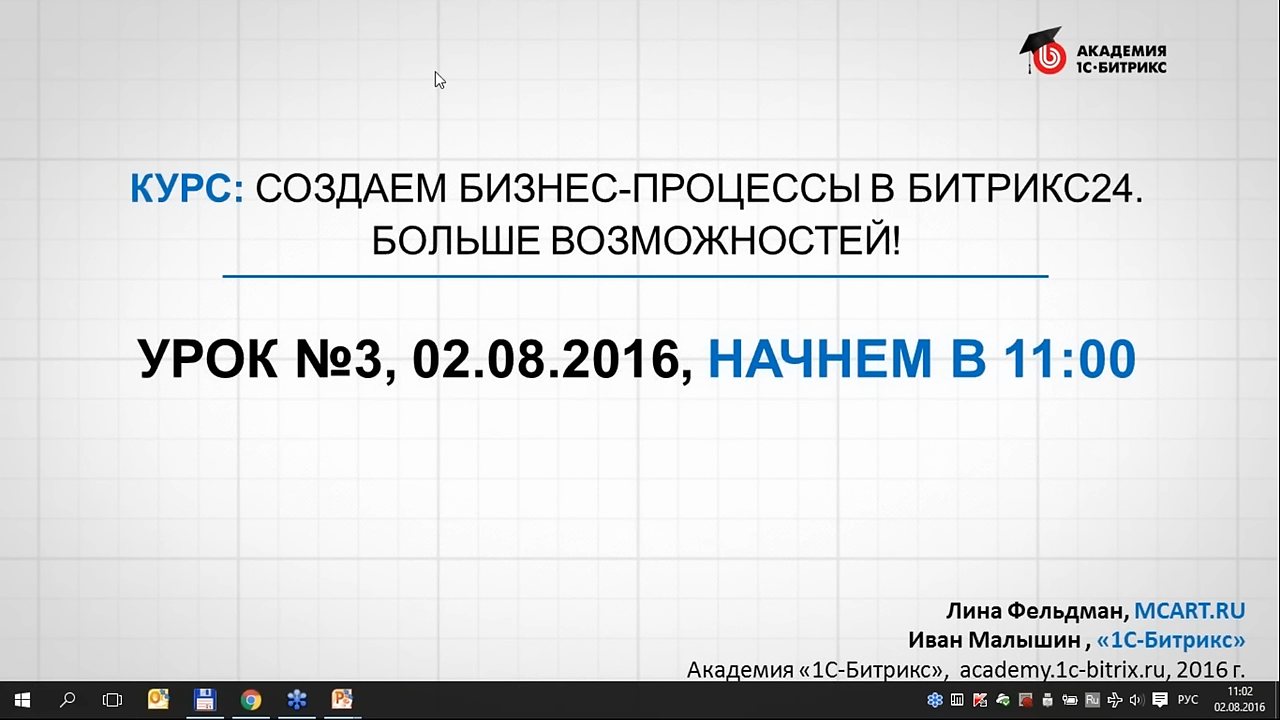 АКАДЕМИЯ
1С-БИТРИКС
КУРС: СОЗДАЕМ БИЗНЕС-ПРОЦЕССЫ В БИТРИКС24.
БОЛЬШЕ ВОЗМОЖНОСТЕЙ!
УРОК №3, 02.08.2016, НАЧНЕМ В 11:00
Лина Фельдман, MCART.RU
Иван Малышин , «1С-Битрикс»
Академия «1С-Битрикс», academy.1c-bitrix.ru, 2016 г.
Ru
РУС
11:02
02.08.2016